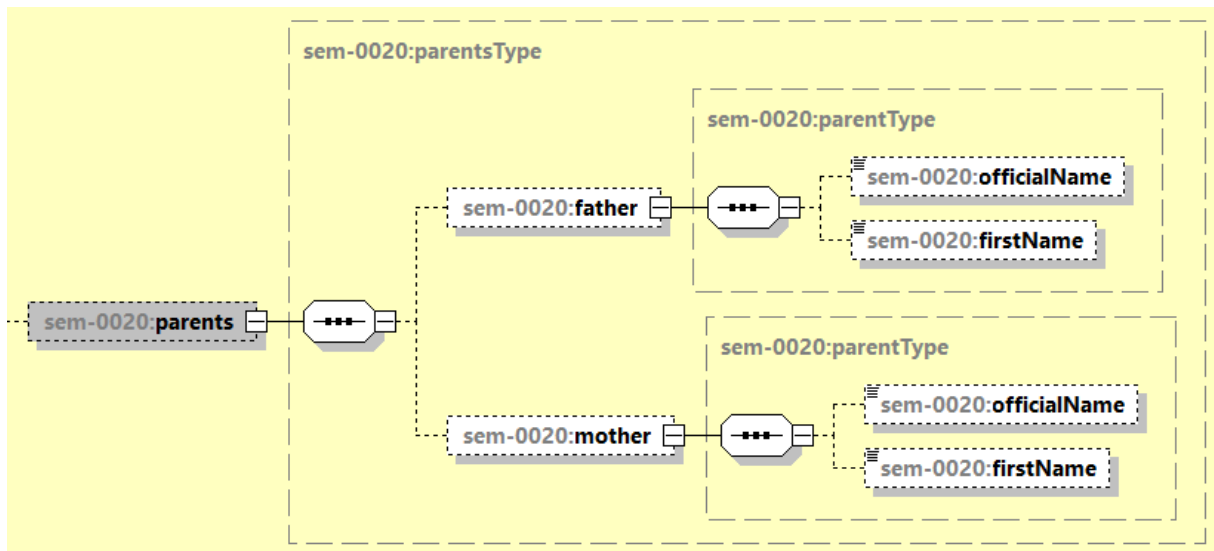 sem-0020:parentsType
sem-0020:parentType
sem-0020:officialName
sem-0020:father
sem-0020:firstName
sem-0020:parents
sem-0020:parentType
sem-0020:officialName
sem-0020:mother
sem-0020:firstName